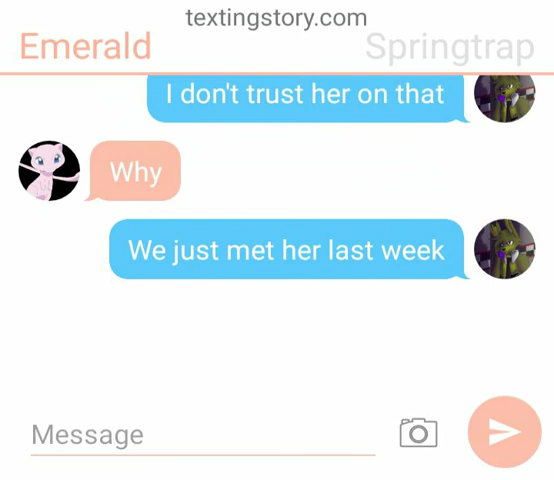 textingstory.com
Emerald
Springtrap
I don't trust her on that
Why
We just met her last week
Message